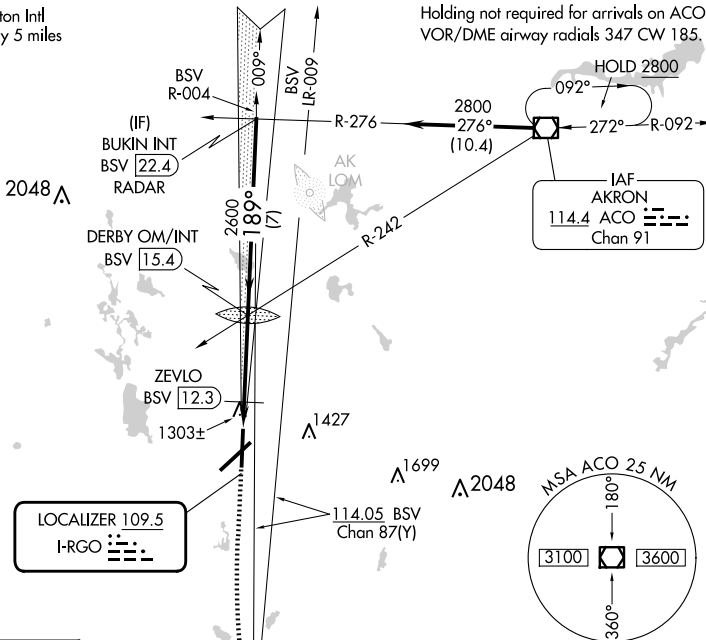 ton Intl
y 5 miles
Holding not required for arrivals on ACO
VOR/DME airway radials 347 CW 185.
HOLD 2800
092°
272°
R-092
BSV
R-004
009°
BSV
LR-009
R-276
2800
276°
(10.4)
(IF)
BUKIN INT
BSV 22.4
RADAR
AK
LOM
IAF
AKRON
114.4 ACO
Chan 91
2048
2600
189°
(7)
R-242
DERBY OM/INT
BSV 15.4
ZEVLO
BSV 12.3
1303±
1427
1699
2048
LOCALIZER 109.5
I-RGO
114.05 BSV
Chan 87(Y)
MSA ACO 25 NM
180°
3100
3600
360°